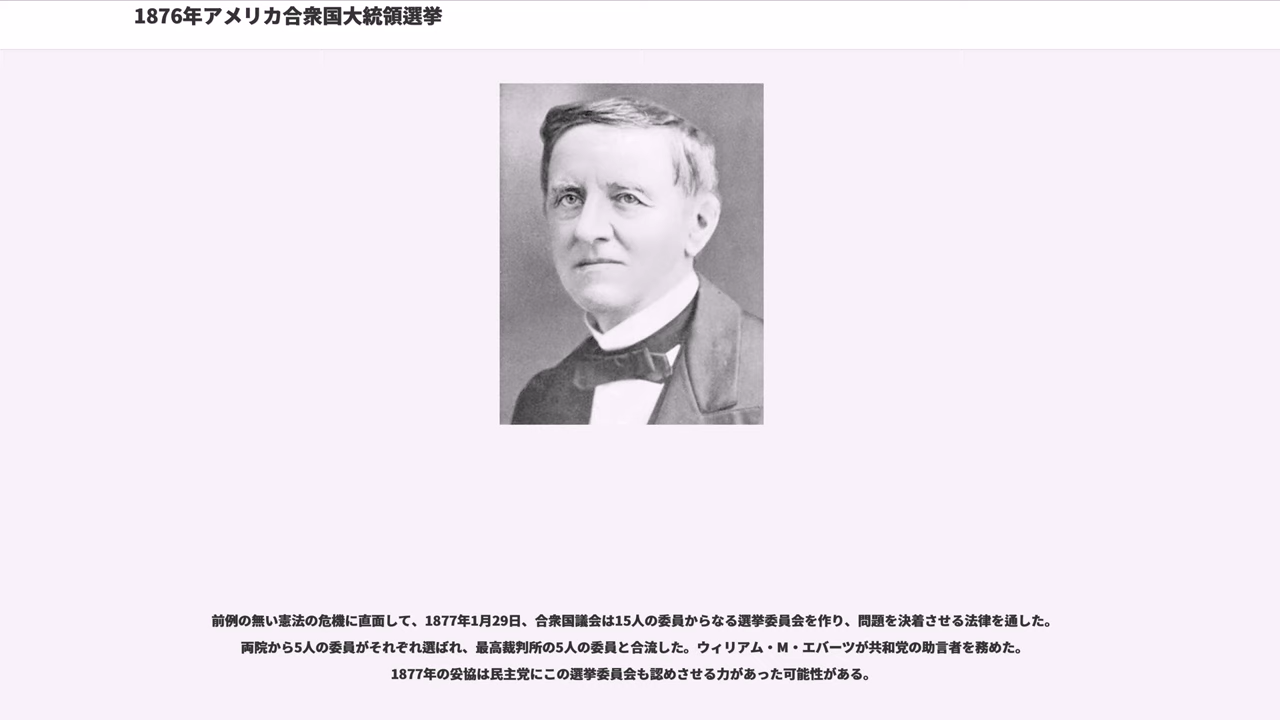 1876年アメリカ合衆国大統領選挙
前例の無い憲法の危機に直面して、1877年1月29日、合衆国議会は15人の委員からなる選挙委員会を作り、問題を決着させる法律を通した。
両院から5人の委員がそれぞれ選ばれ、最高裁判所の5人の委員と合流した。ウィリアム・M・エバーツが共和党の助言者を務めた。
1877年の妥協は民主党にこの選挙委員会も認めさせる力があった可能性がある。